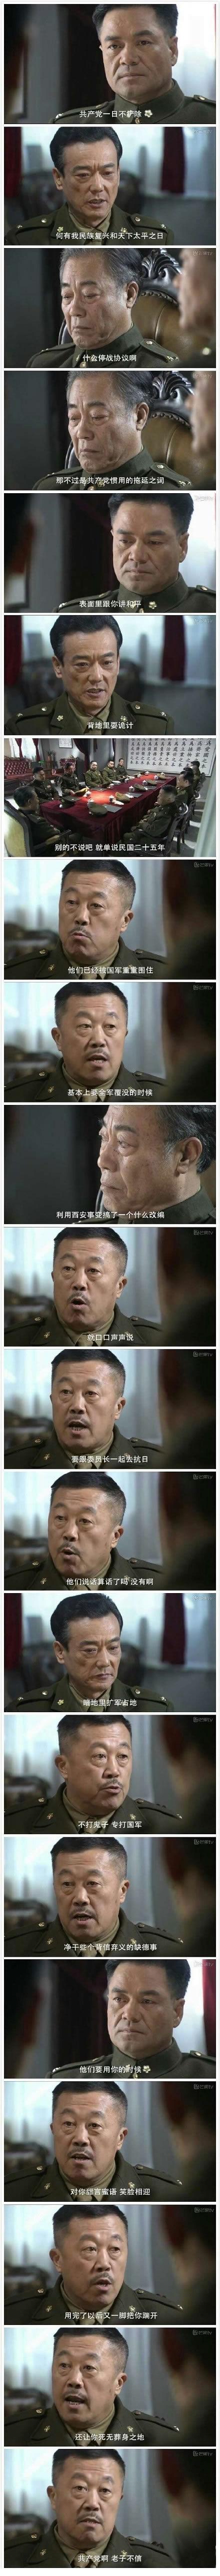 共产党一日不铲除
何有我民族复兴和天下太平之日
什么停战协议啊
那不过是共产党惯用的拖延之词
表面里跟你讲和平
背地里耍诡计
别的不说吧 就单说民国二十五年
他们已经被国军重重围住
基本上要全军覆没的时候
利用西安事变搞了一个什么改编
就口口声声说
要跟委员长一起去抗日
他们说话算话了吗 没有啊
暗地里扩军占地
不打鬼子 专打国军
净干些个背信弃义的缺德事
他们要用你的时候
对你甜言蜜语 笑脸相迎
用完了以后又一脚把你踹开
还让你死无葬身之地
共产党啊 老子不信